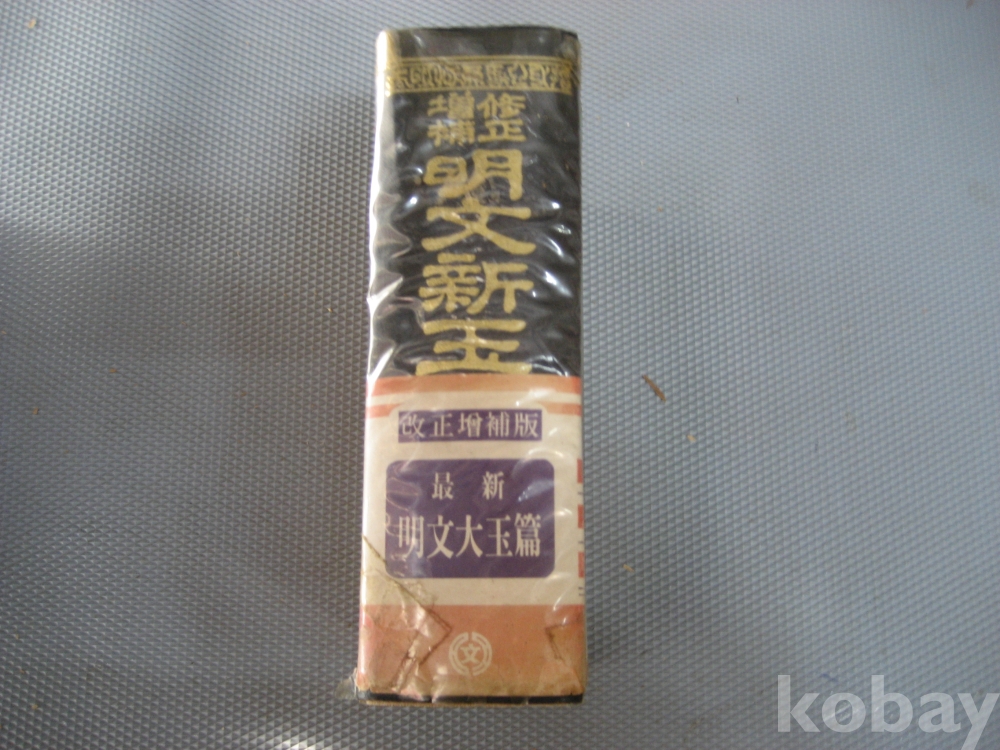 修正
增補
明文新玉
改正增補版
最新
明文大玉篇
文
kobay